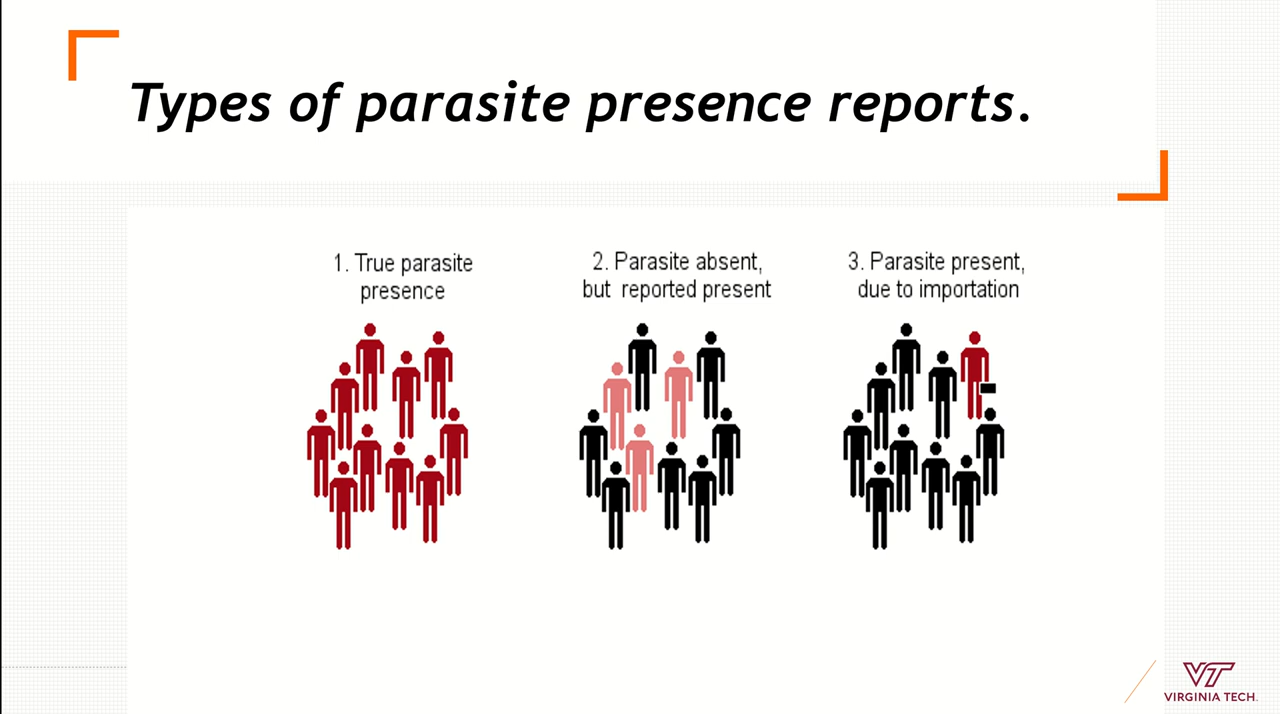 Types of parasite presence reports.
1. True parasite
presence
2. Parasite absent,
but reported present
3. Parasite present,
due to importation
VT
VIRGINIA TECH.